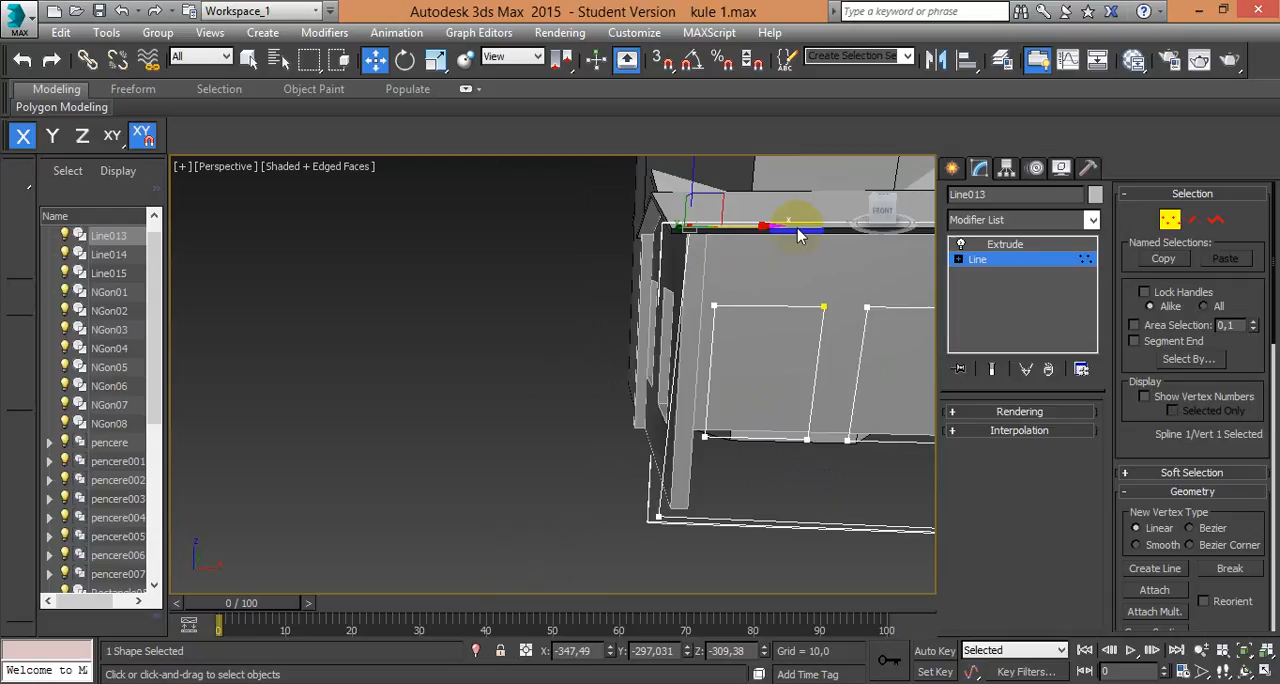 MAX
Workspace_1
Autodesk 3ds Max 2015 - Student Version kule 1.max
Type a keyword or phrase
Edit Tools Group Views Create Modifiers Animation Graph Editors Rendering Customize MAXScript Help
All View 3 Create Selection Se
Modeling Freeform Selection Object Paint Populate
Polygon Modeling
X Y Z XY XY
Select Display
Name
Line013
Line014
Line015
NGon01
NGon02
NGon03
NGon04
NGon05
NGon06
NGon07
NGon08
pencere
pencere001
pencere002
pencere003
pencere004
pencere005
pencere006
pencere007
[+] [Perspective] [Shaded + Edged Faces]
x
FRONT
z
Line013
Modifier List
Extrude
Line
Rendering
Interpolation
Selection
Named Selections:
Copy Paste
Lock Handles
Alike All
Area Selection: 0,1
Segment End
Select By...
Display
Show Vertex Numbers
Selected Only
Spline 1/Vert 1 Selected
Soft Selection
Geometry
New Vertex Type
Linear Bezier
Smooth Bezier Corner
Create Line Break
Attach
Reorient
Attach Mult.
0 / 100
0 10 20 30 40 50 60 70 80 90 100
1 Shape Selected X: -347,49 Y: -297,031 Z: -309,38 Grid = 10,0 Auto Key Selected
Welcome to M Click or click-and-drag to select objects Add Time Tag Set Key Key Filters... 0